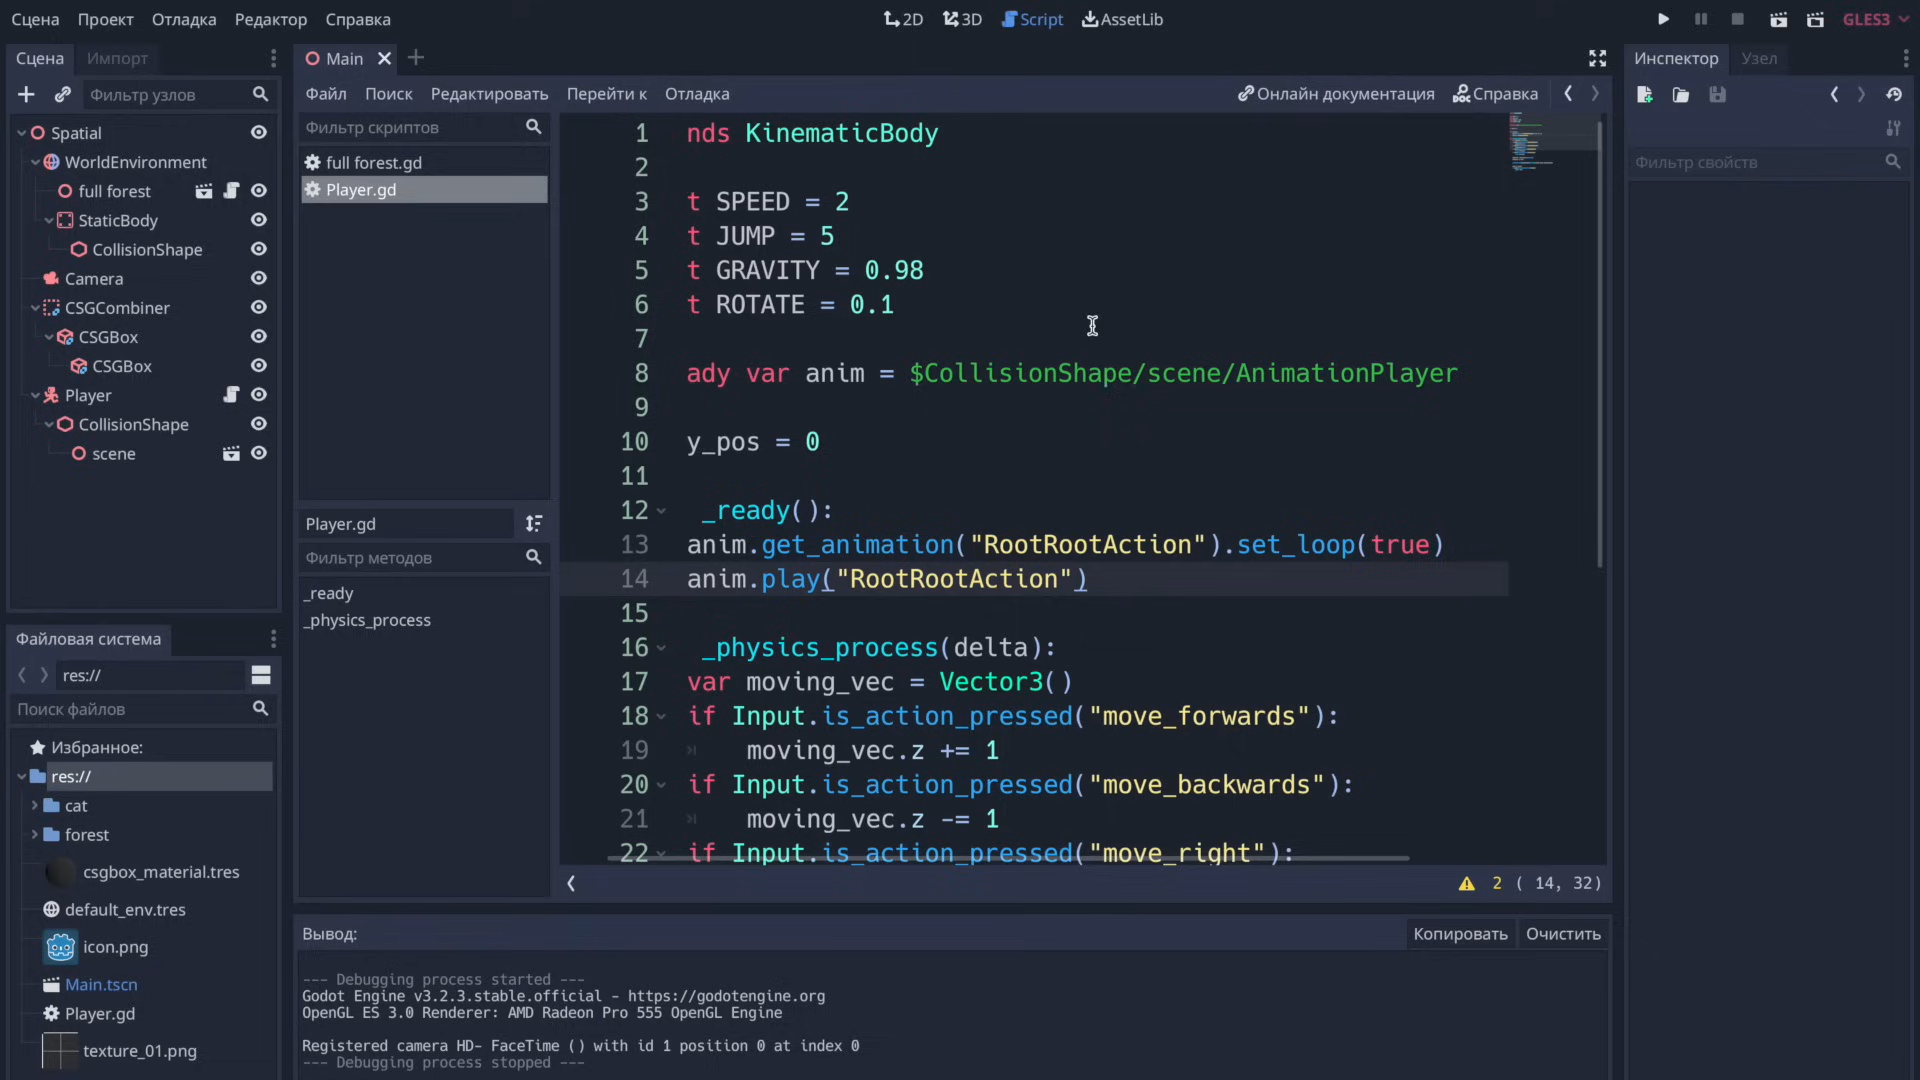 Сцена Проект Отладка Редактор Справка 2D 3D Script AssetLib GLES3
Сцена Импорт
Фильтр узлов
Spatial
WorldEnvironment
full forest
StaticBody
CollisionShape
Camera
CSGCombiner
CSGBox
CSGBox
Player
CollisionShape
scene
Файловая система
res://
Поиск файлов
Избранное:
res://
cat
forest
csgbox_material.tres
default_env.tres
icon.png
Main.tscn
Player.gd
texture_01.png
Main
Файл Поиск Редактировать Перейти к Отладка Онлайн документация Справка
Фильтр скриптов
full forest.gd
Player.gd
Player.gd
Фильтр методов
_ready
_physics_process
1 nds KinematicBody
2
3 t SPEED = 2
4 t JUMP = 5
5 t GRAVITY = 0.98
6 t ROTATE = 0.1
7
8 ady var anim = $CollisionShape/scene/AnimationPlayer
9
10 y_pos = 0
11
12 _ready():
13 anim.get_animation("RootRootAction").set_loop(true)
14 anim.play("RootRootAction")
15
16 _physics_process(delta):
17 var moving_vec = Vector3()
18 if Input.is_action_pressed("move_forwards"):
19 moving_vec.z += 1
20 if Input.is_action_pressed("move_backwards"):
21 moving_vec.z -= 1
22 if Input.is_action_pressed("move_right"):
2 ( 14, 32)
Вывод: Копировать Очистить
--- Debugging process started ---
Godot Engine v3.2.3.stable.official - https://godotengine.org
OpenGL ES 3.0 Renderer: AMD Radeon Pro 555 OpenGL Engine
Registered camera HD- FaceTime () with id 1 position 0 at index 0
--- Debugging process stopped ---
Инспектор Узел
Фильтр свойств